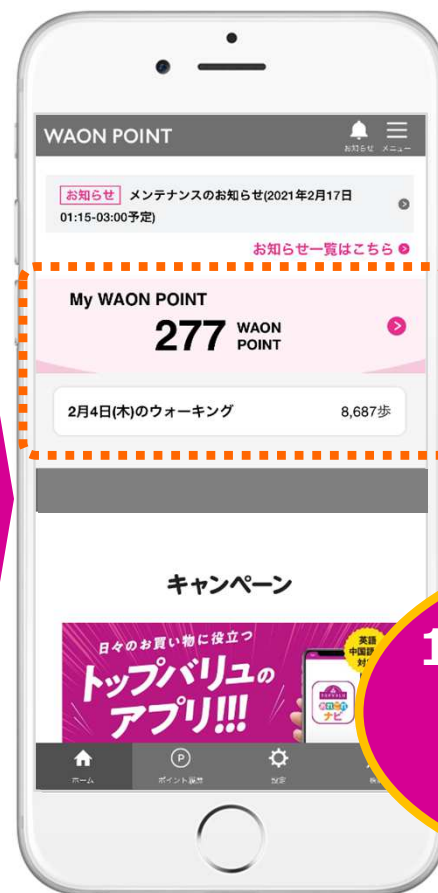 WAON POINT
お知らせ メニュー
お知らせ メンテナンスのお知らせ(2021年2月17日
01:15-03:00予定)
お知らせ一覧はこちら
My WAON POINT
277 WAON
POINT
2月4日(木)のウォーキング 8,687歩
キャンペーン
日々のお買い物に役立つ
トップバリュの
アプリ!!!
英語
中国語
ナビ
1
P
ホーム ポイント履歴 設定